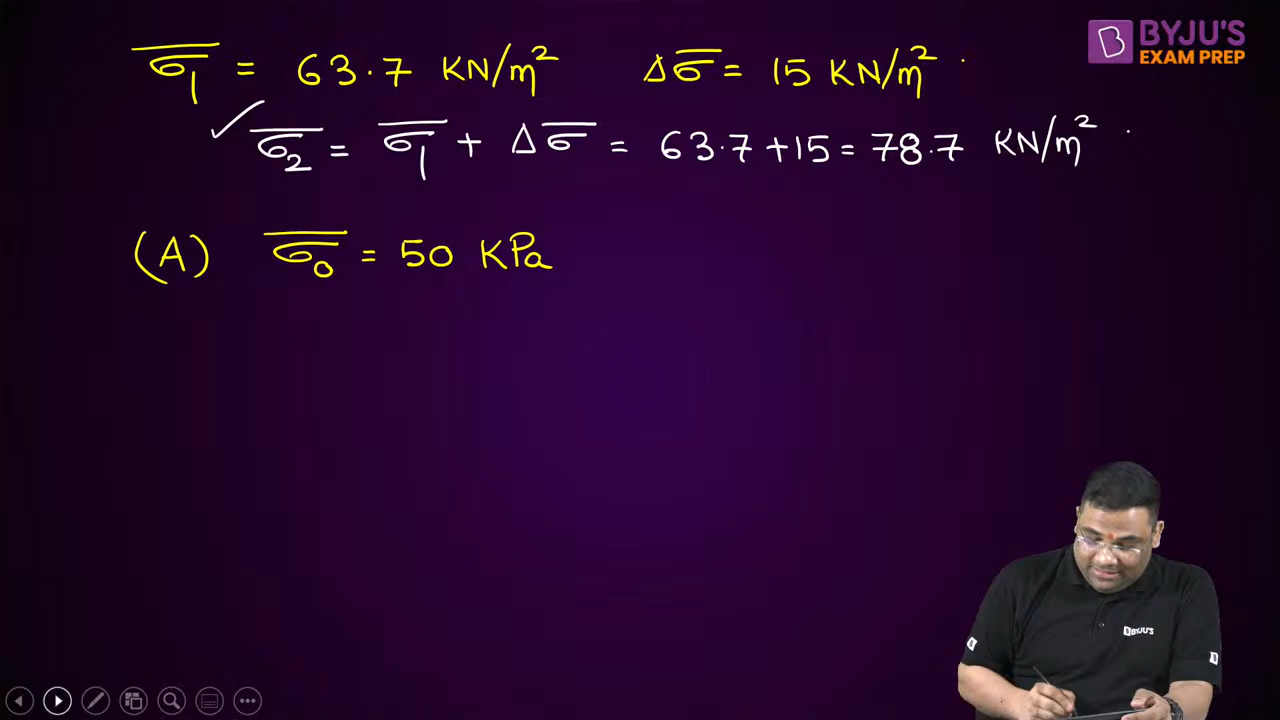 BYJU'S
EXAM PREP
σ̅₁ = 63.7 KN/m² Δσ̅ = 15 KN/m²
✓ σ̅₂ = σ̅₁ + Δσ̅ = 63.7 + 15 = 78.7 KN/m²
(A) σ̅₀ = 50 KPa
BYJU'S